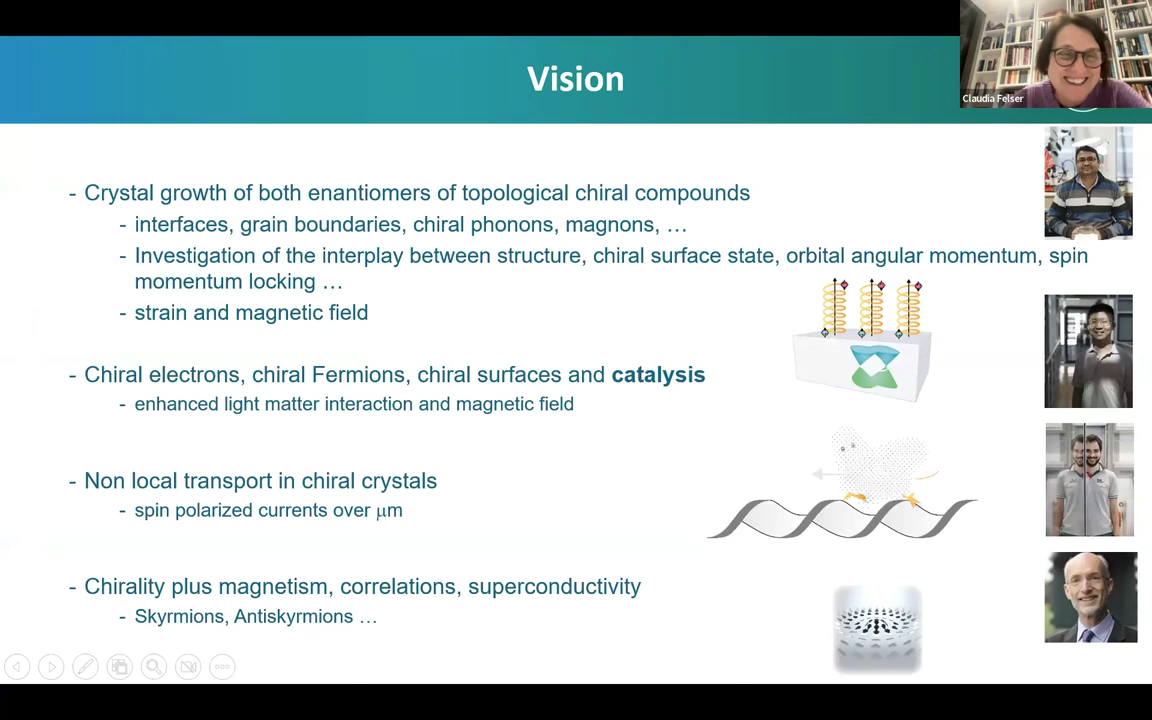 Vision
Claudia Felser
- Crystal growth of both enantiomers of topological chiral compounds
- interfaces, grain boundaries, chiral phonons, magnons, …
- Investigation of the interplay between structure, chiral surface state, orbital angular momentum, spin
momentum locking …
- strain and magnetic field
- Chiral electrons, chiral Fermions, chiral surfaces and catalysis
- enhanced light matter interaction and magnetic field
- Non local transport in chiral crystals
- spin polarized currents over μm
- Chirality plus magnetism, correlations, superconductivity
- Skyrmions, Antiskyrmions …